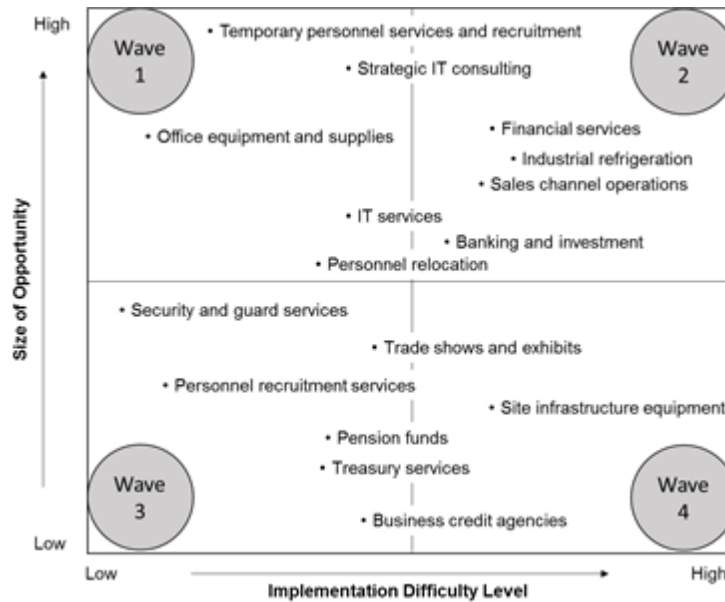 High
Wave
1
• Temporary personnel services and recruitment
Wave
2
• Strategic IT consulting
• Office equipment and supplies
• Financial services
• Industrial refrigeration
• Sales channel operations
• IT services
• Banking and investment
• Personnel relocation
Size of Opportunity
• Security and guard services
• Trade shows and exhibits
• Personnel recruitment services
• Site infrastructure equipment
• Pension funds
• Treasury services
Wave
3
• Business credit agencies
Wave
4
Low
Low
High
Implementation Difficulty Level